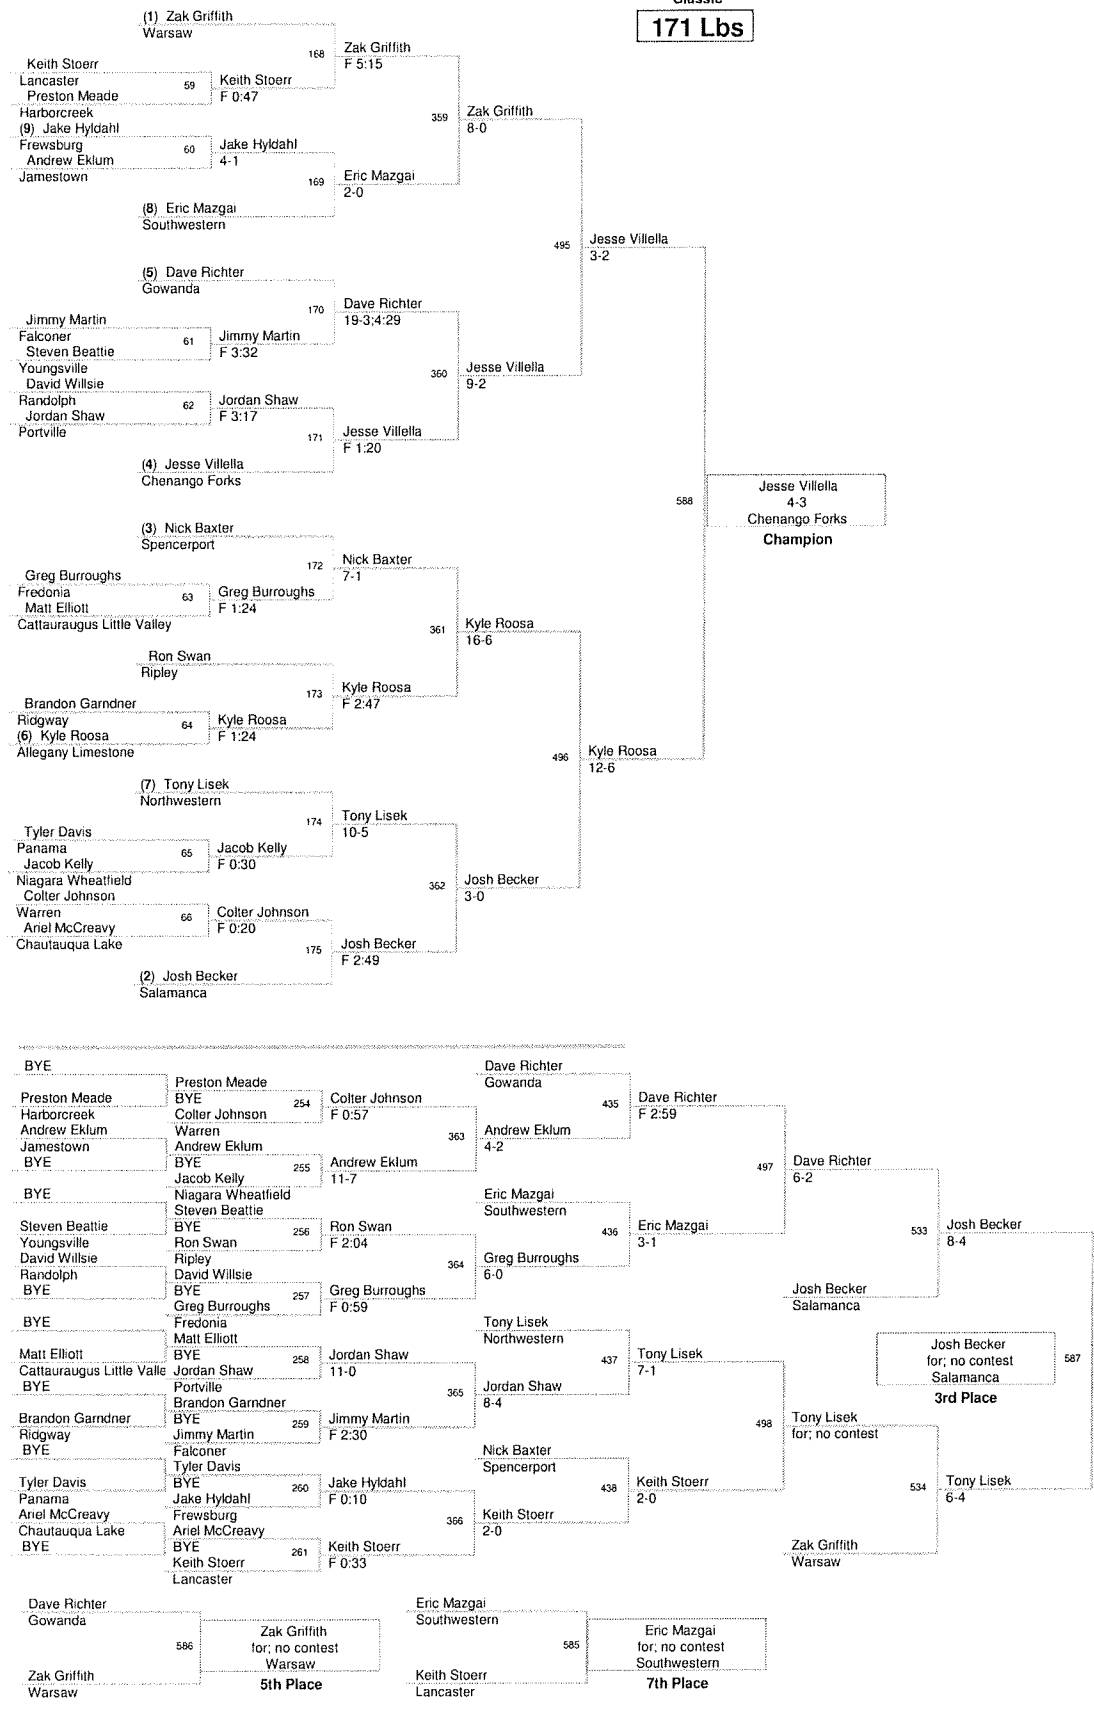 Classic
171 Lbs
(1) Zak Griffith
Warsaw
168
Zak Griffith
F 5:15
Keith Stoerr
Lancaster
59
Keith Stoerr
F 0:47
Preston Meade
Harborcreek
359
Zak Griffith
8-0
(9) Jake Hyldahl
Frewsburg
60
Jake Hyldahl
4-1
Andrew Eklum
Jamestown
169
Eric Mazgai
2-0
(8) Eric Mazgai
Southwestern
495
Jesse Villella
3-2
(5) Dave Richter
Gowanda
170
Dave Richter
19-3;4:29
Jimmy Martin
Falconer
61
Jimmy Martin
F 3:32
Steven Beattie
Youngsville
360
Jesse Villella
9-2
David Willsie
Randolph
62
Jordan Shaw
F 3:17
Jordan Shaw
Portville
171
Jesse Villella
F 1:20
(4) Jesse Villella
Chenango Forks
588
Jesse Villella
4-3
Chenango Forks
Champion
(3) Nick Baxter
Spencerport
172
Nick Baxter
7-1
Greg Burroughs
Fredonia
63
Greg Burroughs
F 1:24
Matt Elliott
Cattauraugus Little Valley
361
Kyle Roosa
16-6
Ron Swan
Ripley
173
Kyle Roosa
F 2:47
Brandon Garndner
Ridgway
64
Kyle Roosa
F 1:24
(6) Kyle Roosa
Allegany Limestone
496
Kyle Roosa
12-6
(7) Tony Lisek
Northwestern
174
Tony Lisek
10-5
Tyler Davis
Panama
65
Jacob Kelly
F 0:30
Jacob Kelly
Niagara Wheatfield
362
Josh Becker
3-0
Colter Johnson
Warren
66
Colter Johnson
F 0:20
Ariel McCreavy
Chautauqua Lake
175
Josh Becker
F 2:49
(2) Josh Becker
Salamanca
BYE
Preston Meade
Harborcreek
Andrew Eklum
Jamestown
BYE
BYE
Steven Beattie
Youngsville
David Willsie
Randolph
BYE
BYE
Matt Elliott
Cattauraugus Little Valle
BYE
Brandon Garndner
Ridgway
BYE
Tyler Davis
Panama
Ariel McCreavy
Chautauqua Lake
BYE
Preston Meade
BYE
254
Colter Johnson
Warren
Andrew Eklum
BYE
255
Jacob Kelly
Niagara Wheatfield
Steven Beattie
BYE
256
Ron Swan
Ripley
David Willsie
BYE
257
Greg Burroughs
Fredonia
Matt Elliott
BYE
258
Jordan Shaw
Portville
Brandon Garndner
BYE
259
Jimmy Martin
Falconer
Tyler Davis
BYE
260
Jake Hyldahl
Frewsburg
Ariel McCreavy
BYE
261
Keith Stoerr
Lancaster
Colter Johnson
F 0:57
363
Andrew Eklum
11-7
Ron Swan
F 2:04
364
Greg Burroughs
F 0:59
Jordan Shaw
11-0
365
Jimmy Martin
F 2:30
Jake Hyldahl
F 0:10
366
Keith Stoerr
F 0:33
Dave Richter
Gowanda
435
Andrew Eklum
4-2
Eric Mazgai
Southwestern
436
Greg Burroughs
6-0
Tony Lisek
Northwestern
437
Jordan Shaw
8-4
Nick Baxter
Spencerport
438
Keith Stoerr
2-0
Dave Richter
F 2:59
497
Eric Mazgai
3-1
Tony Lisek
7-1
498
Keith Stoerr
2-0
Dave Richter
6-2
533
Josh Becker
Salamanca
Tony Lisek
for; no contest
534
Zak Griffith
Warsaw
Josh Becker
8-4
Josh Becker
for; no contest
Salamanca
587
3rd Place
Tony Lisek
6-4
Dave Richter
Gowanda
586
Zak Griffith
Warsaw
Zak Griffith
for; no contest
Warsaw
5th Place
Eric Mazgai
Southwestern
585
Keith Stoerr
Lancaster
Eric Mazgai
for; no contest
Southwestern
7th Place